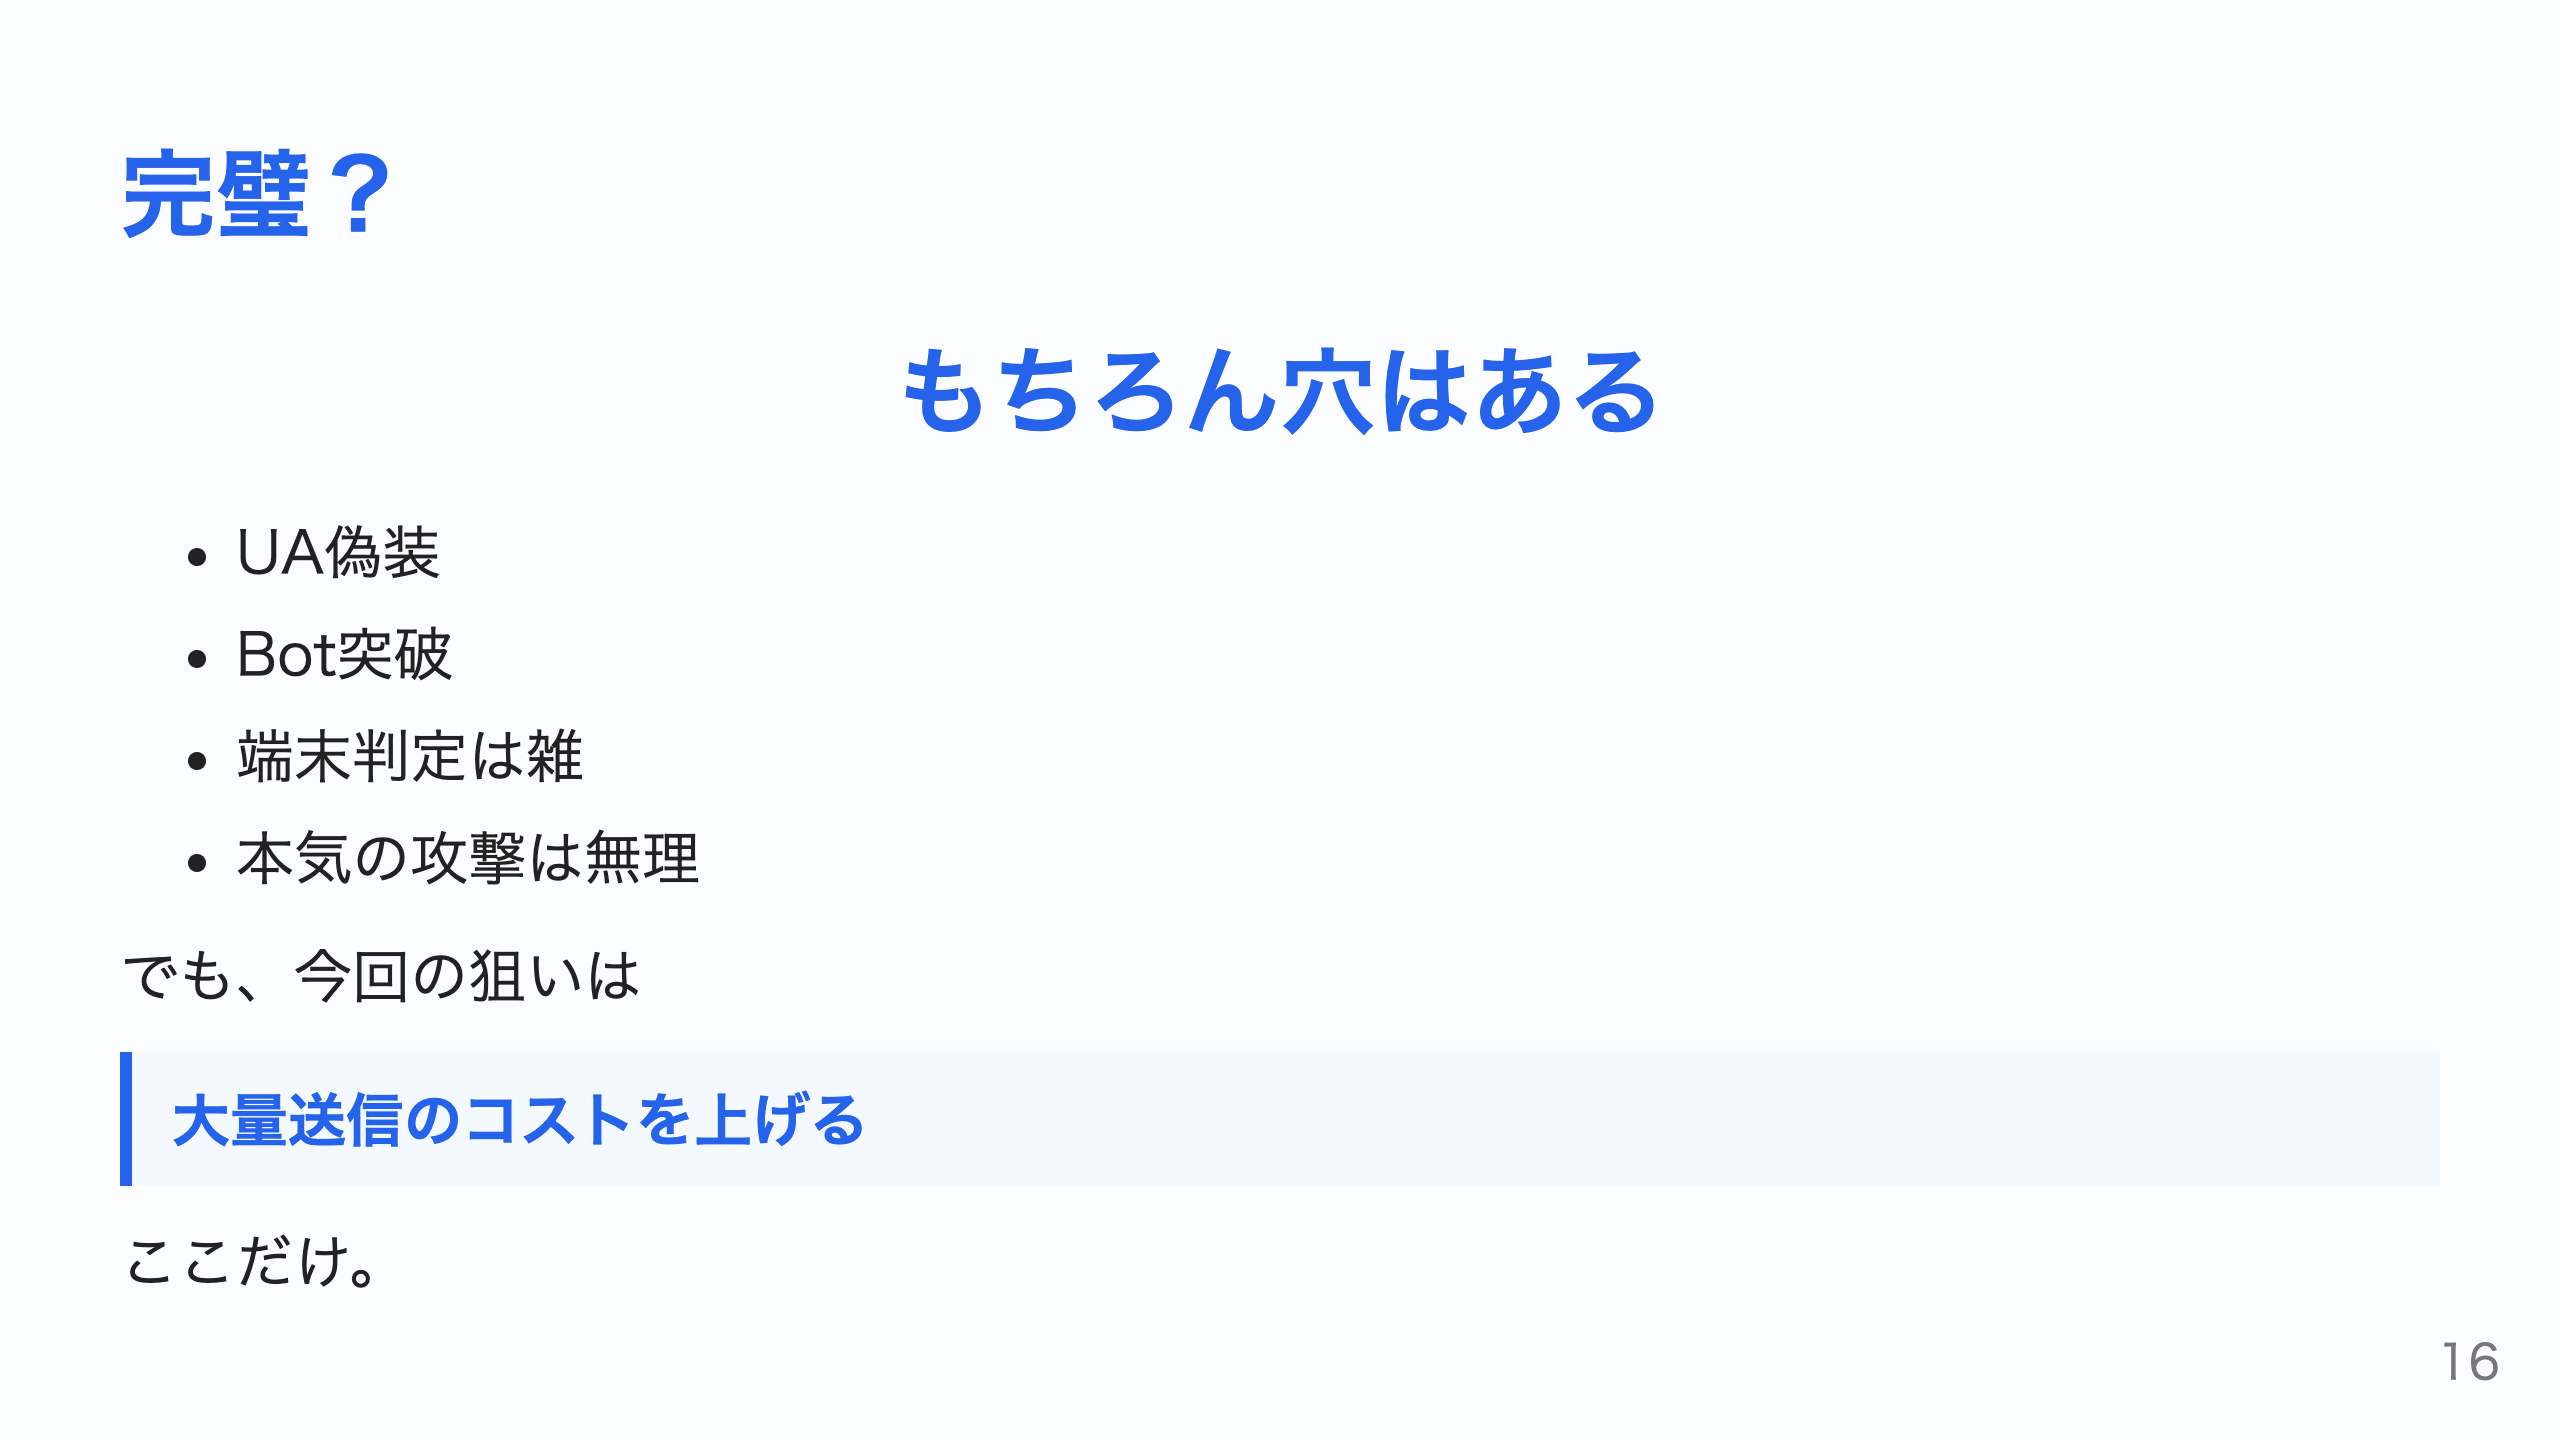 完璧？
もちろん穴はある
• UA偽装
• Bot突破
• 端末判定は雑
• 本気の攻撃は無理
でも、今回の狙いは
大量送信のコストを上げる
ここだけ。
16